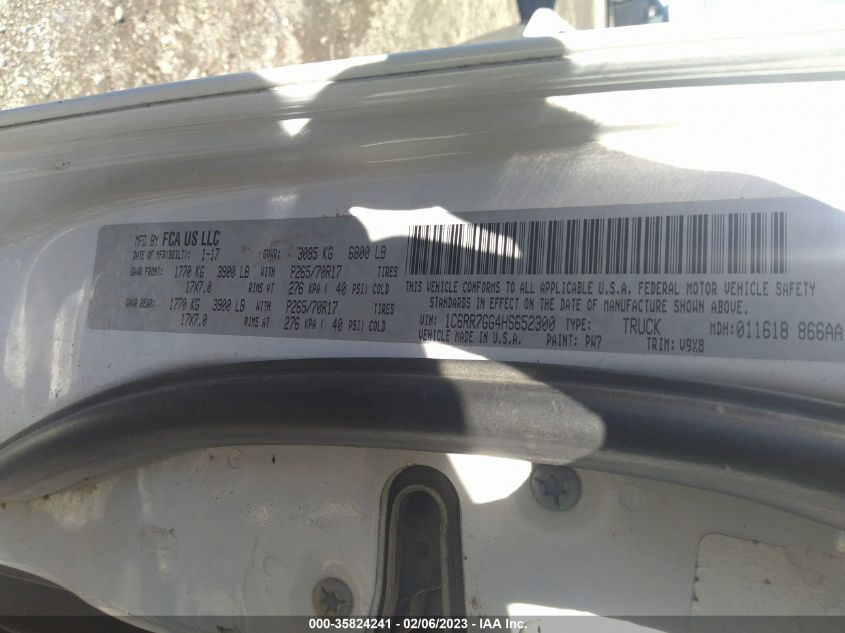 MFD BY FCA US LLC
DATE OF MFR(BUILT): 1-17 GVWR: 3085 KG 6800 LB
GAWR FRONT: 1770 KG 3900 LB WITH P265/70R17 TIRES
17X7.0 RIMS AT 276 KPA ( 40 PSI) COLD
GAWR REAR: 1770 KG 3900 LB WITH P265/70R17 TIRES
17X7.0 RIMS AT 276 KPA ( 40 PSI) COLD
THIS VEHICLE CONFORMS TO ALL APPLICABLE U.S.A. FEDERAL MOTOR VEHICLE SAFETY
STANDARDS IN EFFECT ON THE DATE OF MANUFACTURE SHOWN ABOVE.
VIN: 1C6RR7GG4HS652300 TYPE: TRUCK MDH:011618 866AA
VEHICLE MADE IN U.S.A. PAINT: PW7 TRIM: V9X8
000-35824241 - 02/06/2023 - IAA Inc.